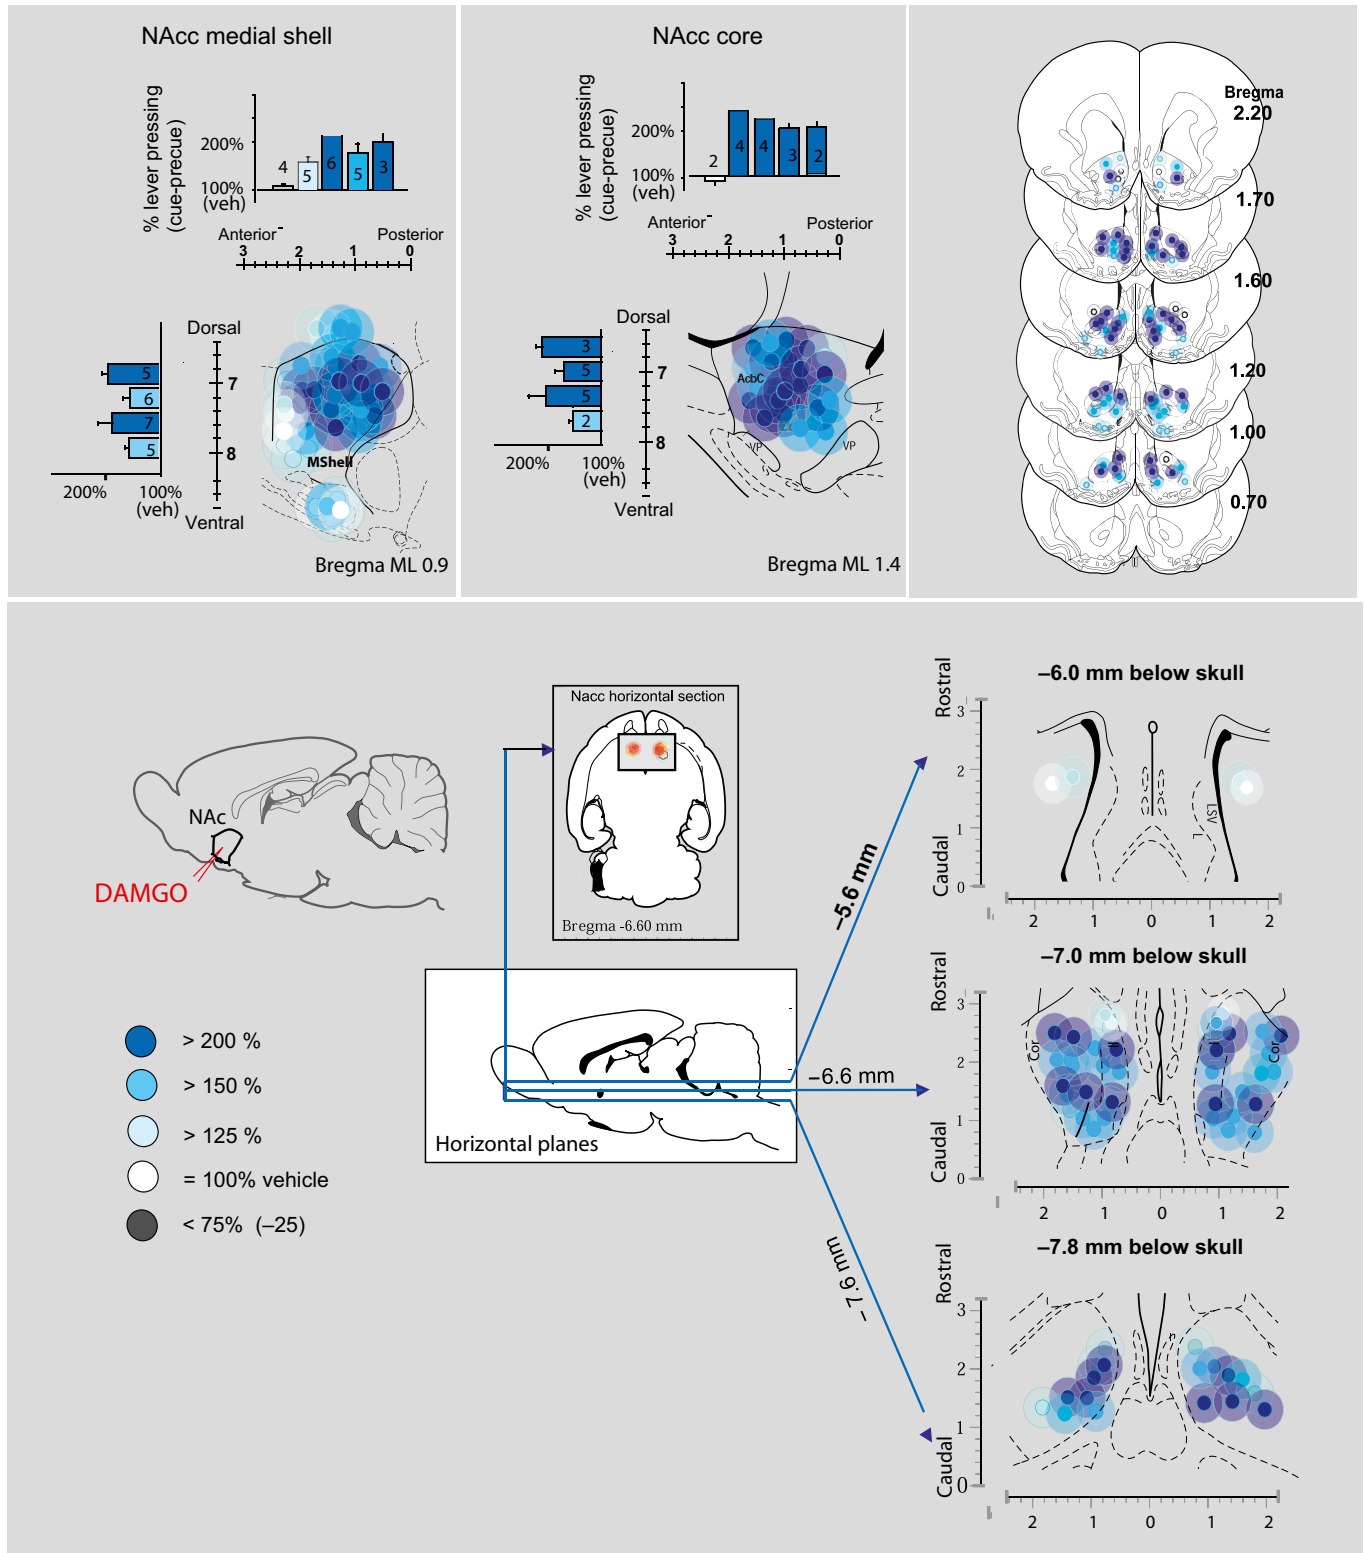 NAcc medial shell
% lever pressing
(cue-precue)
200%
100%
(veh)
4
5
6
5
3
Anterior
Posterior
3
2
1
0
Dorsal
7
8
Ventral
5
6
7
5
200%
100%
(veh)
MShell
Bregma ML 0.9
NAcc core
% lever pressing
(cue-precue)
200%
100%
(veh)
2
4
4
3
2
Anterior
Posterior
3
2
1
0
Dorsal
7
8
Ventral
3
5
5
2
200%
100%
(veh)
AcbC
VP
VP
Bregma ML 1.4
Bregma
2.20
1.70
1.60
1.20
1.00
0.70
NAc
DAMGO
> 200 %
> 150 %
> 125 %
= 100% vehicle
< 75% (–25)
Nacc horizontal section
Bregma -6.60 mm
Horizontal planes
–5.6 mm
–6.6 mm
–7.6 mm
–6.0 mm below skull
Rostral
Caudal
3
2
1
0
LSV
L
2
1
0
1
2
–7.0 mm below skull
Rostral
Caudal
3
2
1
0
Cor
Cor
2
1
0
1
2
–7.8 mm below skull
Rostral
Caudal
3
2
1
0
2
1
0
1
2